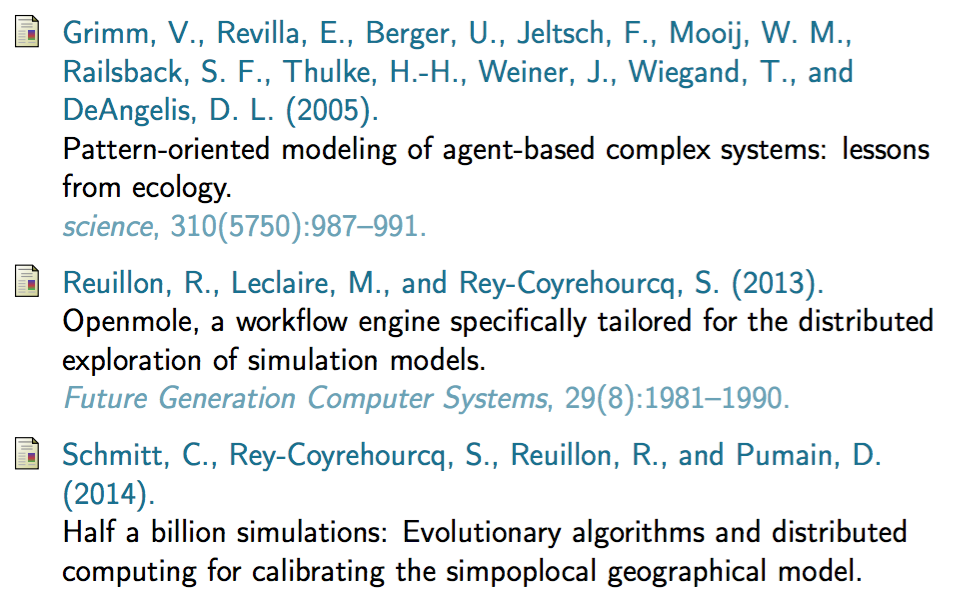 Grimm, V., Revilla, E., Berger, U., Jeltsch, F., Mooij, W. M.,
Railsback, S. F., Thulke, H.-H., Weiner, J., Wiegand, T., and
DeAngelis, D. L. (2005).
Pattern-oriented modeling of agent-based complex systems: lessons
from ecology.
science, 310(5750):987–991.
Reuillon, R., Leclaire, M., and Rey-Coyrehourcq, S. (2013).
Openmole, a workflow engine specifically tailored for the distributed
exploration of simulation models.
Future Generation Computer Systems, 29(8):1981–1990.
Schmitt, C., Rey-Coyrehourcq, S., Reuillon, R., and Pumain, D.
(2014).
Half a billion simulations: Evolutionary algorithms and distributed
computing for calibrating the simpoplocal geographical model.